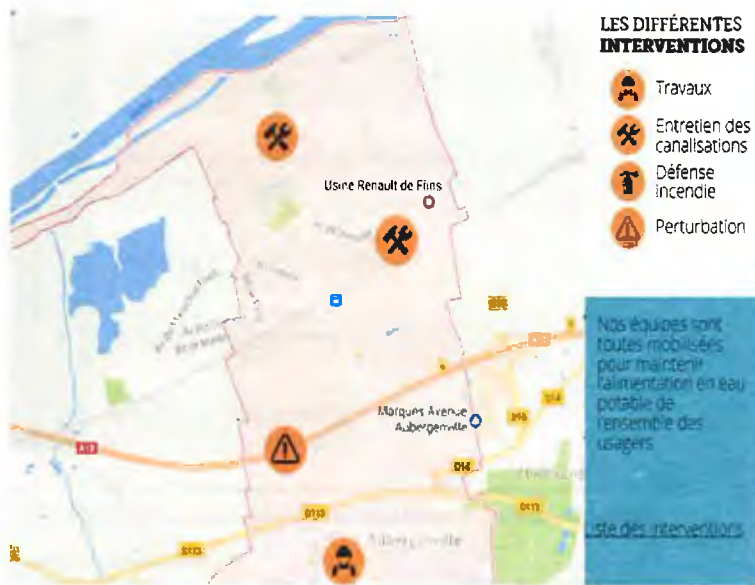 LES DIFFÉRENTES
INTERVENTIONS
Travaux
Entretien des
canalisations
Défense
incendie
Perturbation
Usine Renault de Flins
Nos équipes sont
toutes mobilisées
pour maintenir
l'alimentation en eau
potable de
l'ensemble des
usagers
Marques Avenue
Aubergenville
A13
D14
D113
D113
D113
Aubergenville
Liste des interventions